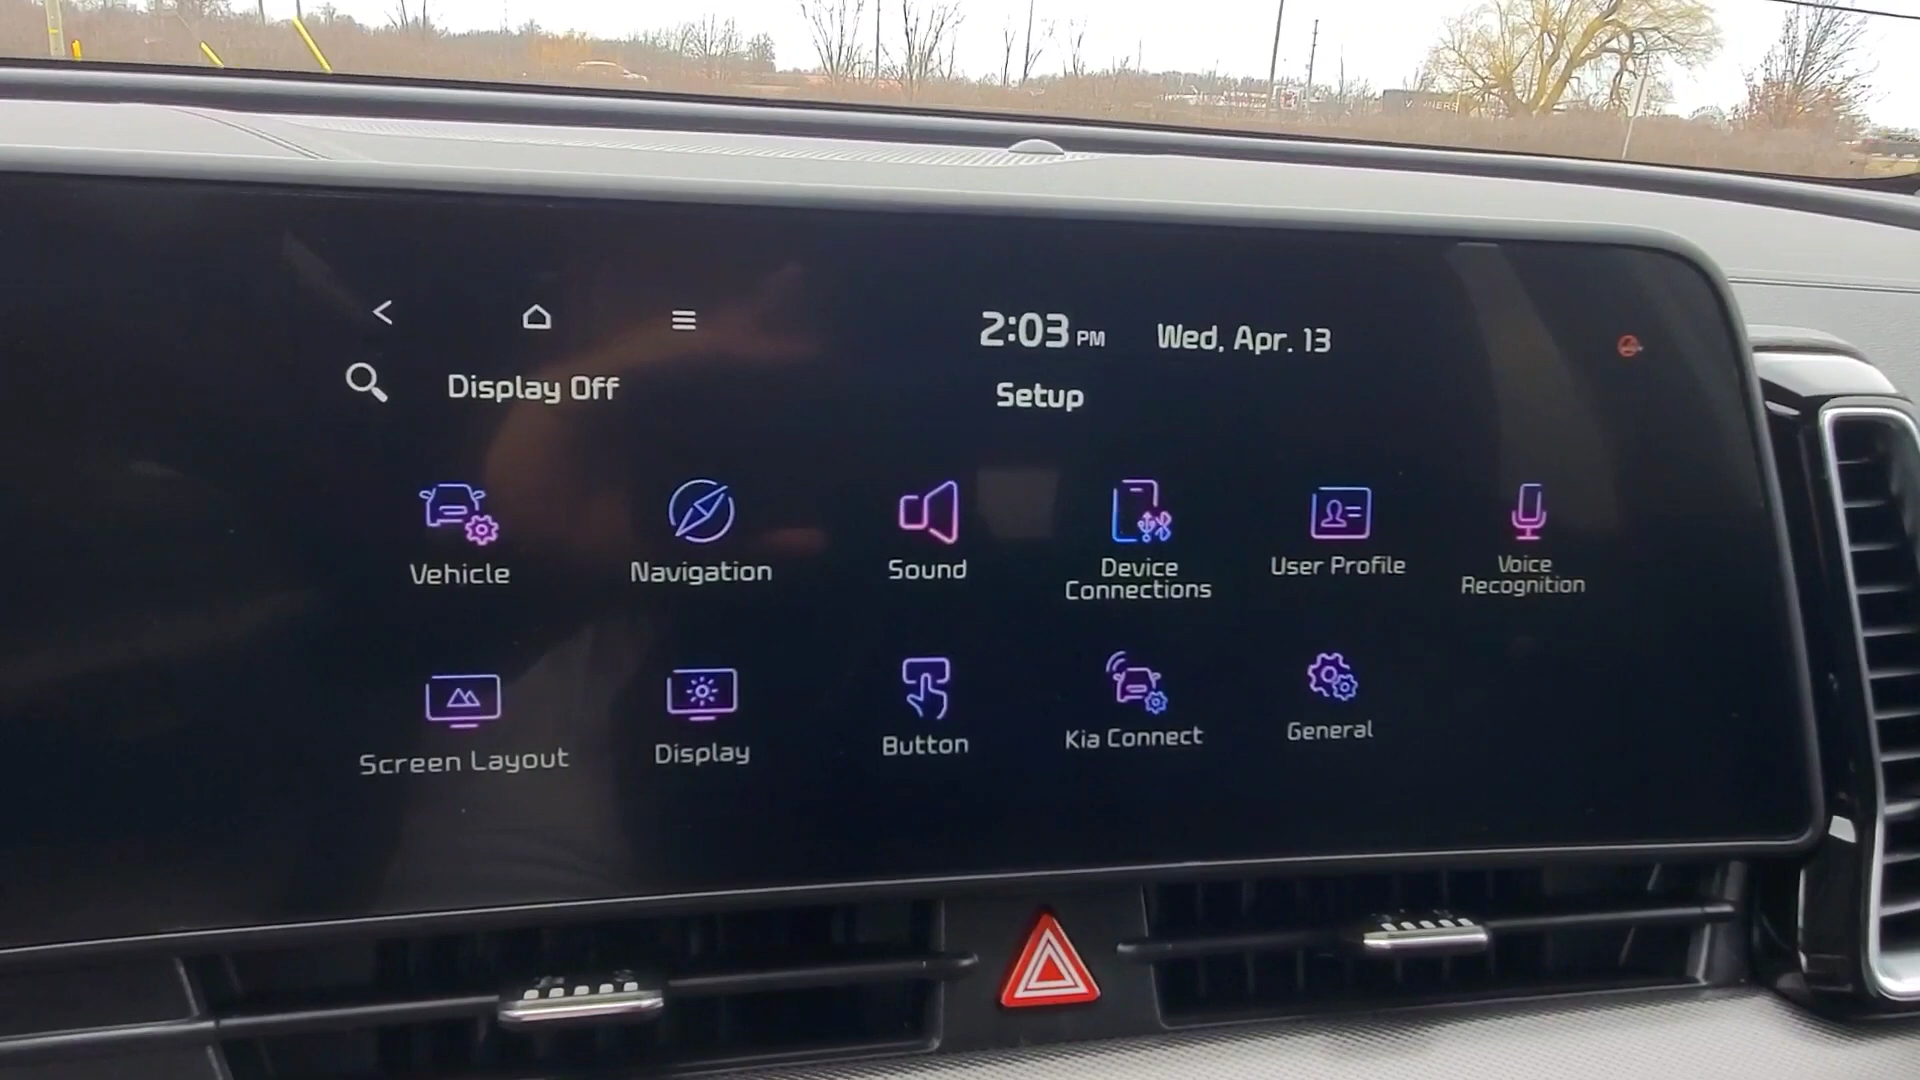 2:03 PM Wed, Apr. 13
Display Off
Setup
Vehicle
Navigation
Sound
Device
Connections
User Profile
Voice
Recognition
Screen Layout
Display
Button
Kia Connect
General